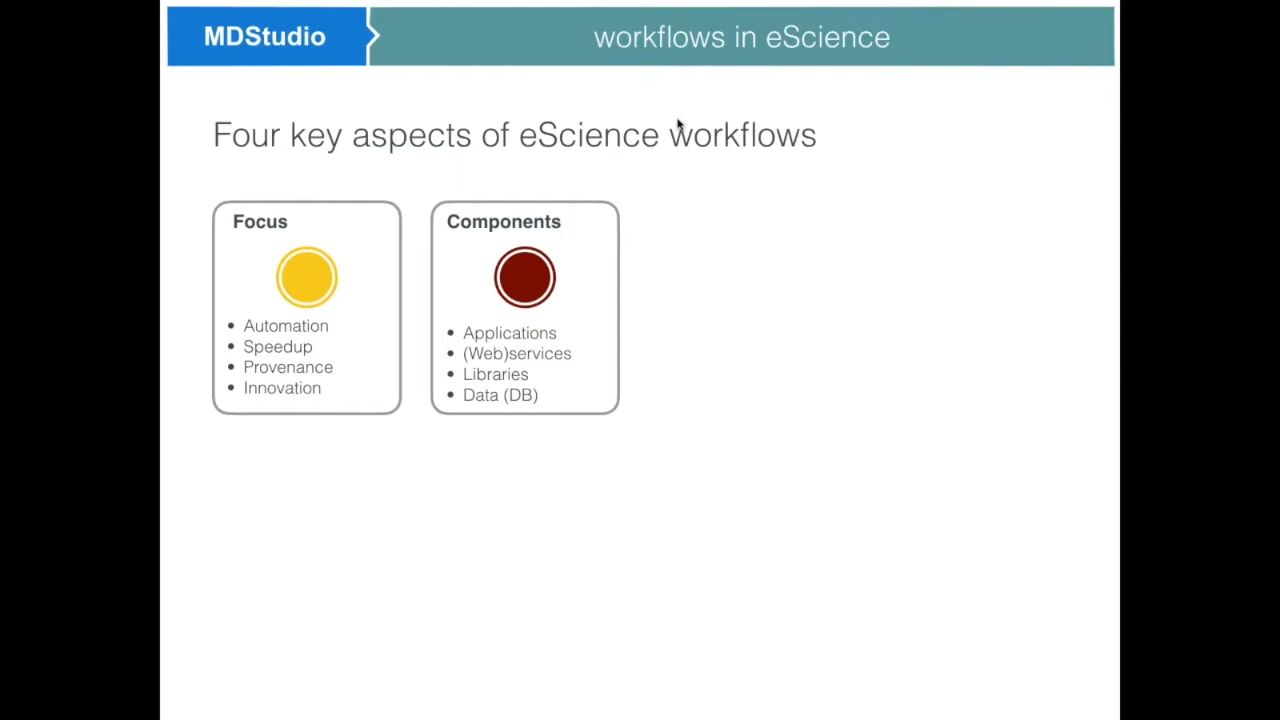 MDStudio
workflows in eScience
Four key aspects of eScience workflows
Focus
• Automation
• Speedup
• Provenance
• Innovation
Components
• Applications
• (Web)services
• Libraries
• Data (DB)